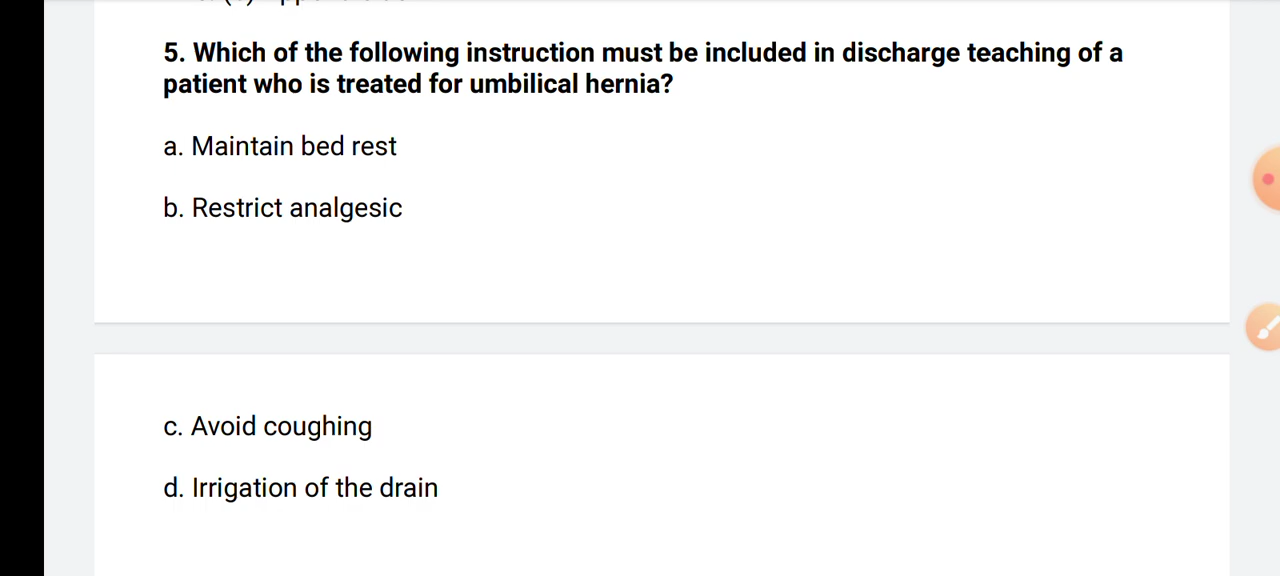 5. Which of the following instruction must be included in discharge teaching of a
patient who is treated for umbilical hernia?
a. Maintain bed rest
b. Restrict analgesic
c. Avoid coughing
d. Irrigation of the drain